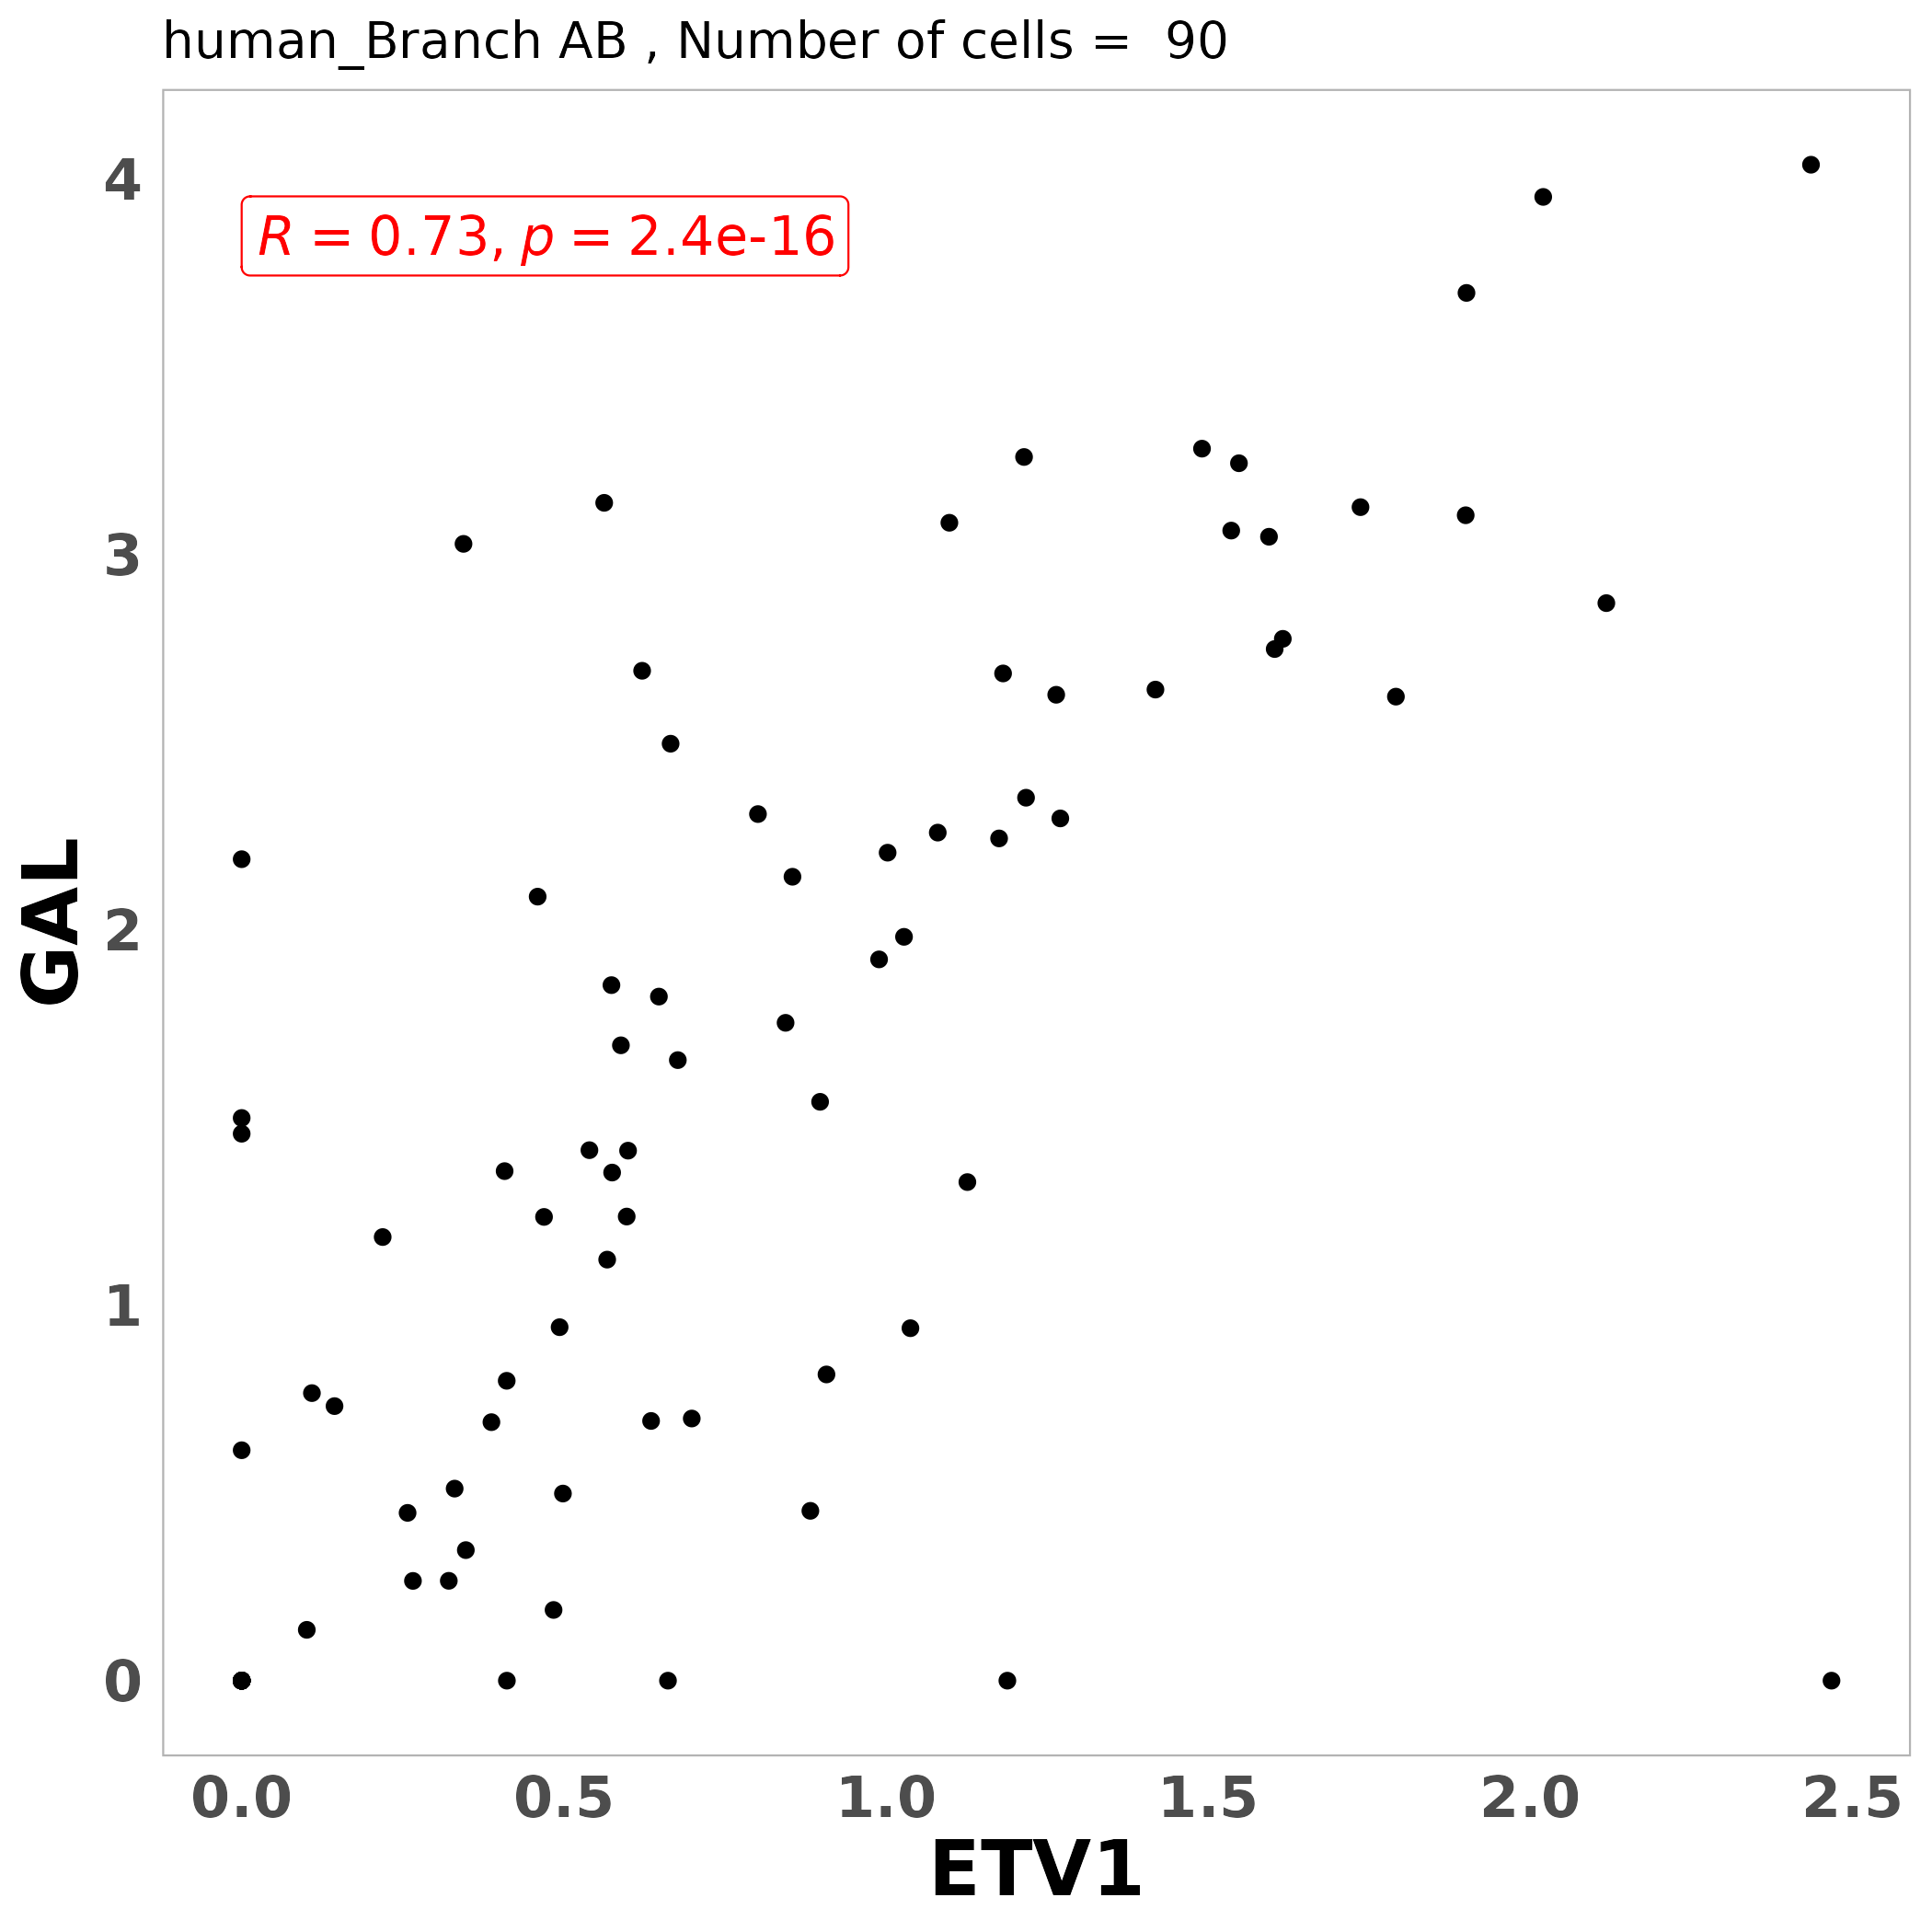 human_Branch AB , Number of cells =  90
R = 0.73, p = 2.4e-16
4
3
2
1
0
GAL
0.0 0.5 1.0 1.5 2.0 2.5
ETV1